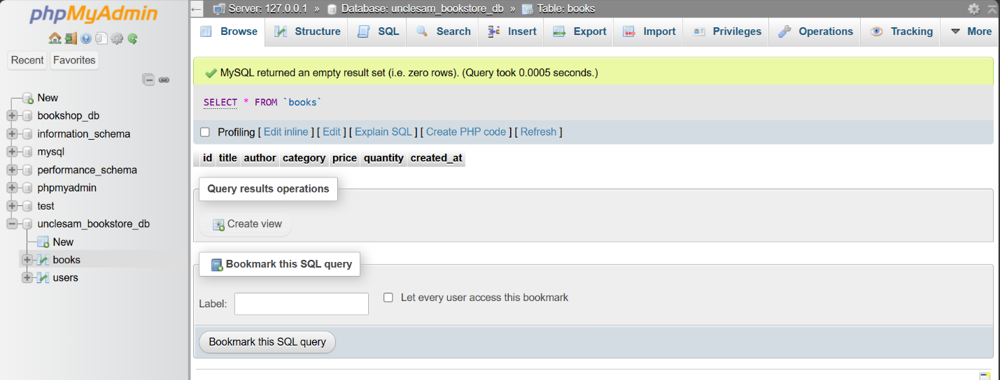 phpMyAdmin
Recent Favorites
New
bookshop_db
information_schema
mysql
performance_schema
phpmyadmin
test
unclesam_bookstore_db
New
books
users
Server: 127.0.0.1 » Database: unclesam_bookstore_db » Table: books
Browse Structure SQL Search Insert Export Import Privileges Operations Tracking More
MySQL returned an empty result set (i.e. zero rows). (Query took 0.0005 seconds.)
SELECT * FROM `books`
Profiling [ Edit inline ] [ Edit ] [ Explain SQL ] [ Create PHP code ] [ Refresh ]
id title author category price quantity created_at
Query results operations
Create view
Bookmark this SQL query
Label: Let every user access this bookmark
Bookmark this SQL query